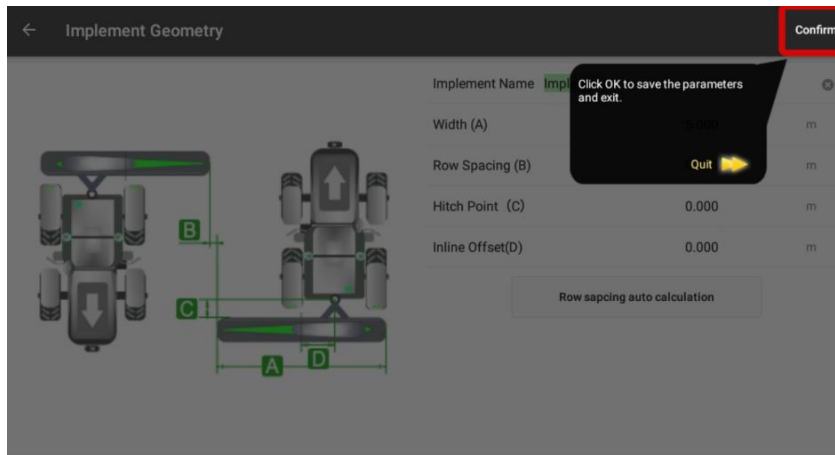 Implement Geometry
Confirm
Implement Name Impl
Click OK to save the parameters
and exit.
Quit
Width (A) m
Row Spacing (B) m
Hitch Point (C) 0.000 m
Inline Offset(D) 0.000 m
Row sapcing auto calculation
B
C
A
D